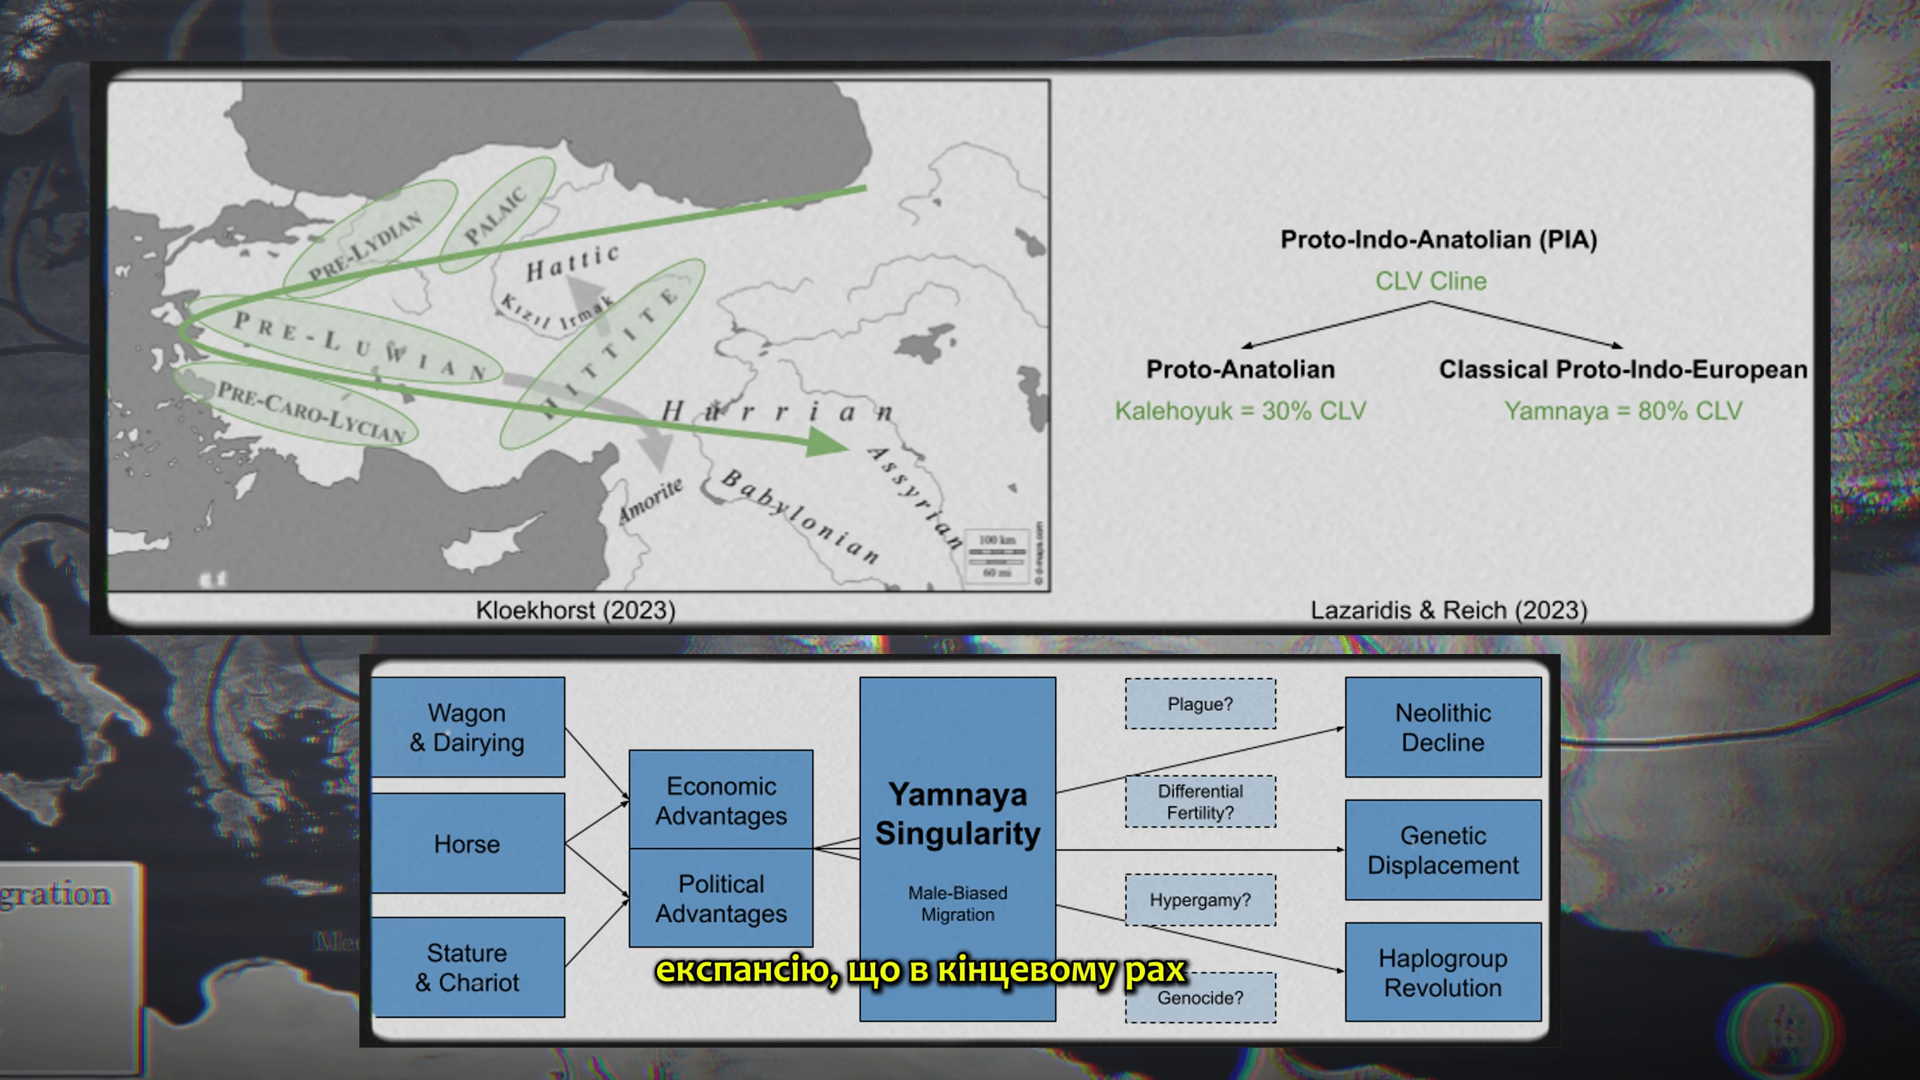 PRE-LYDIAN
PALAIC
Hattic
Kızıl Irmak
PRE-LUWIAN
HITTITE
PRE-CARO-LYCIAN
Hurrian
Assyrian
Amorite
Babylonian
100 km
60 mi
© d-maps.com
Kloekhorst (2023)
Proto-Indo-Anatolian (PIA)
CLV Cline
Proto-Anatolian
Kalehoyuk = 30% CLV
Classical Proto-Indo-European
Yamnaya = 80% CLV
Lazaridis & Reich (2023)
Wagon
& Dairying
Horse
Stature
& Chariot
Economic
Advantages
Political
Advantages
Yamnaya
Singularity
Male-Biased
Migration
Plague?
Differential
Fertility?
Hypergamy?
Genocide?
Neolithic
Decline
Genetic
Displacement
Haplogroup
Revolution
експансію, що в кінцевому рах
gration
Me